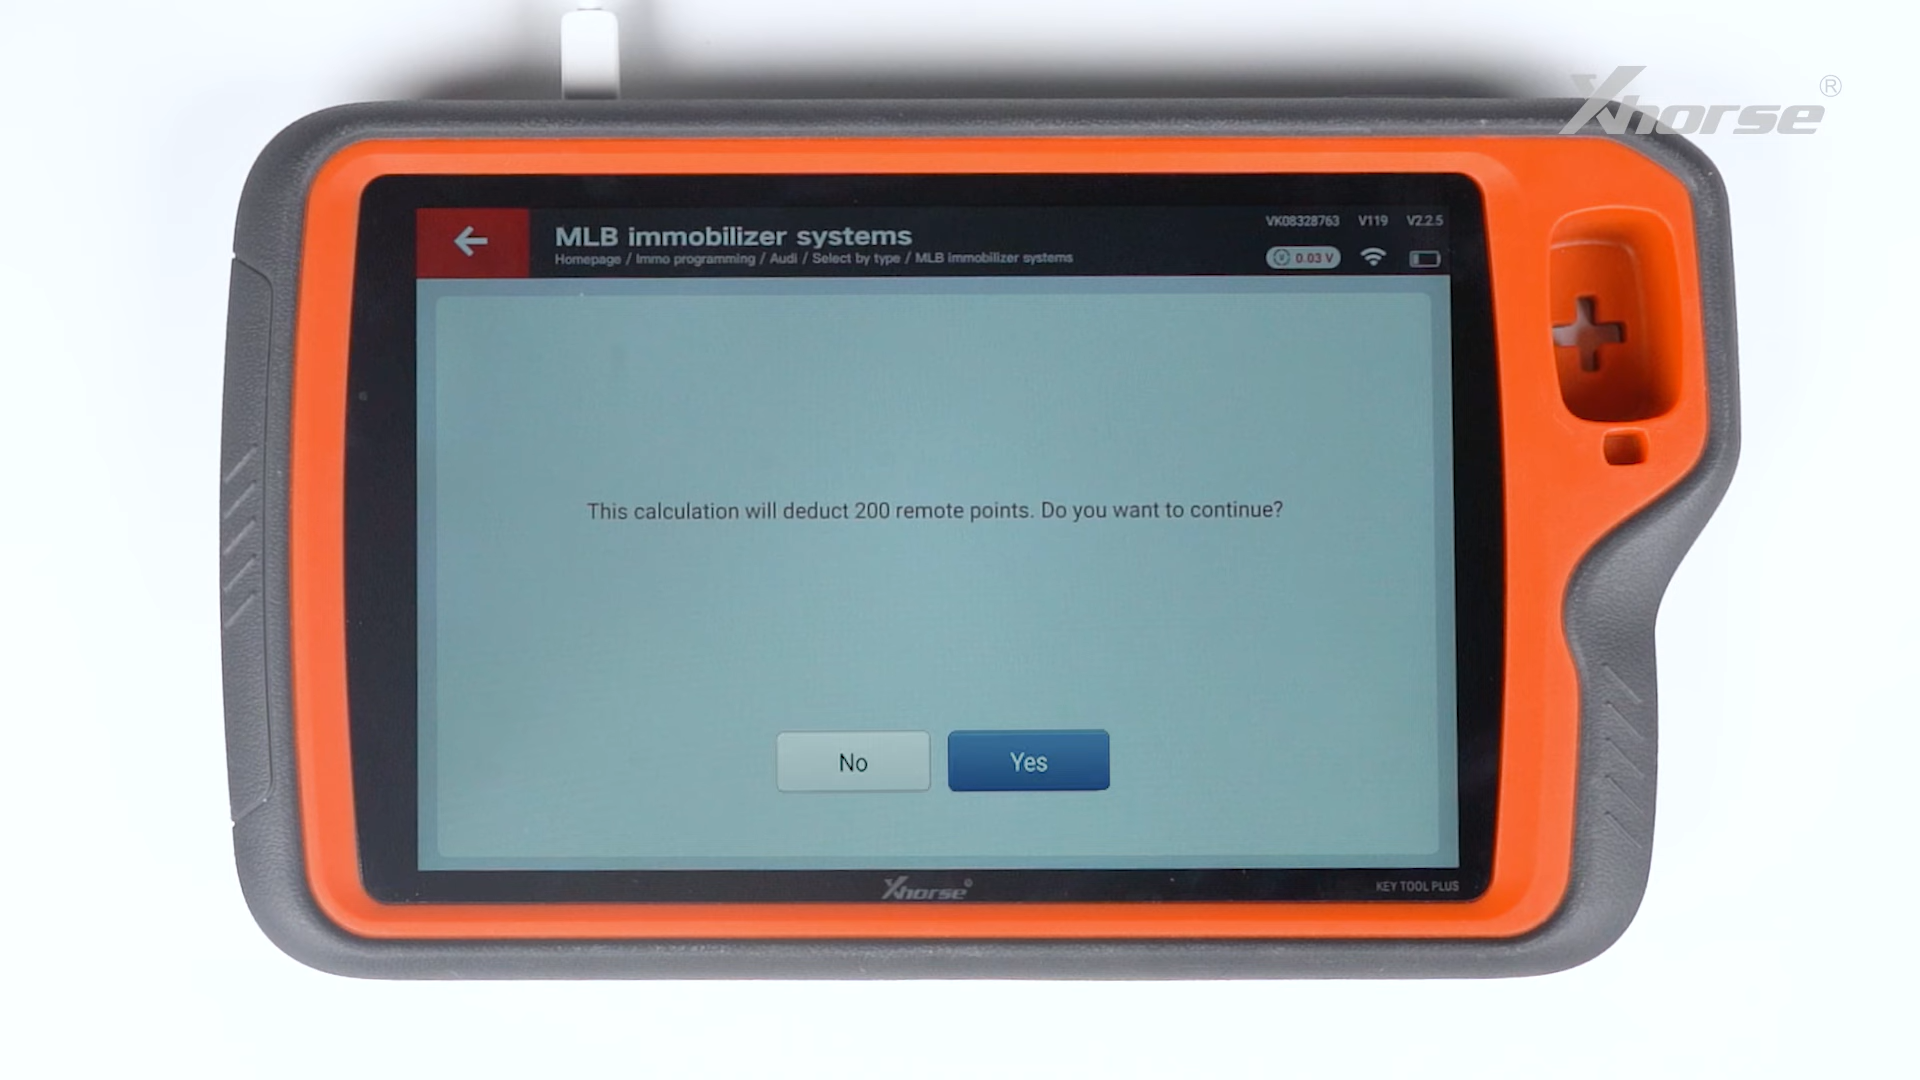 Xhorse®
MLB immobilizer systems
Homepage / Immo programming / Audi / Select by type / MLB immobilizer systems
VK08328763 V119 V2.2.5
0.03 V
This calculation will deduct 200 remote points. Do you want to continue?
No
Yes
Xhorse®
KEY TOOL PLUS